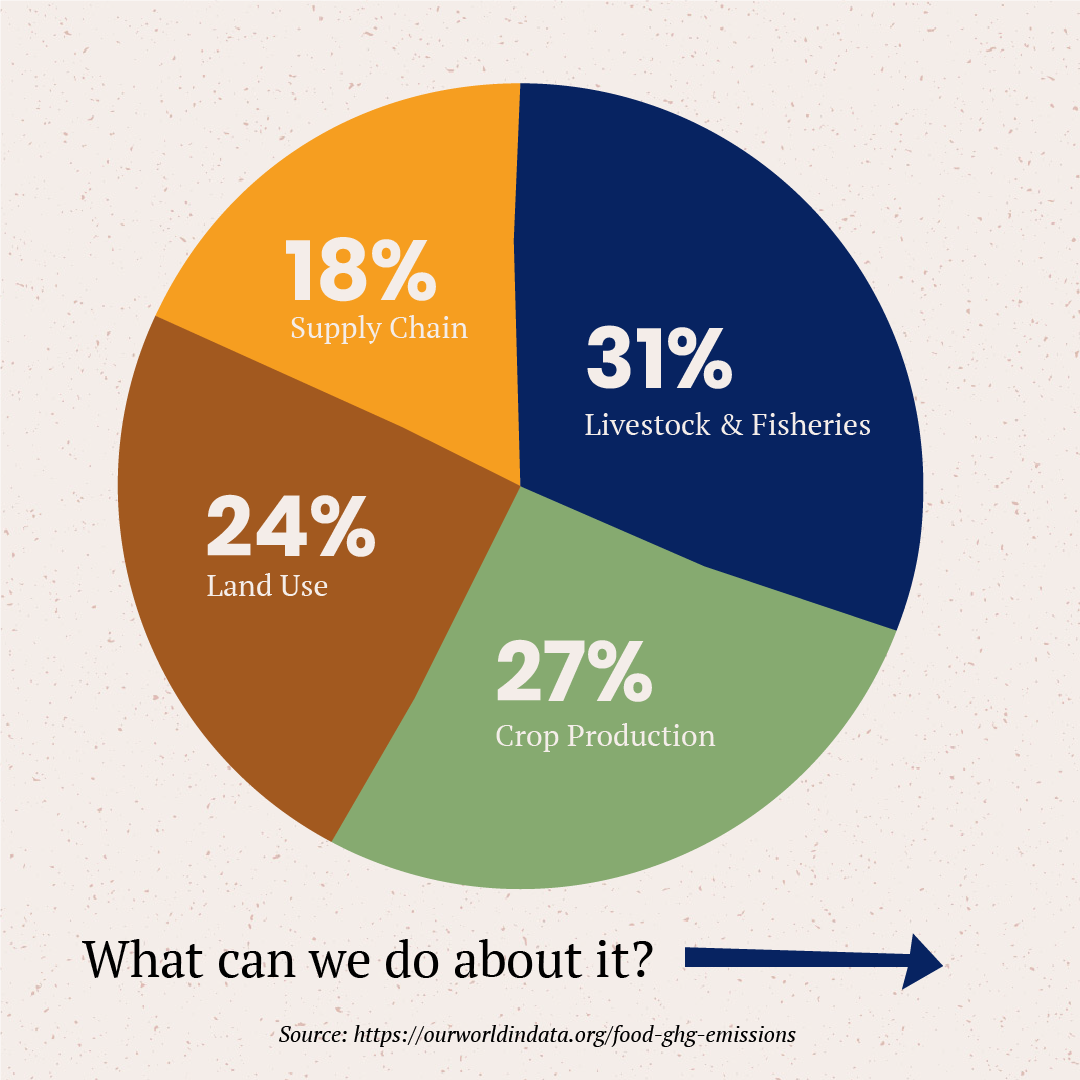 18%
Supply Chain
31%
Livestock & Fisheries
24%
Land Use
27%
Crop Production
What can we do about it?
Source: https://ourworldindata.org/food-ghg-emissions